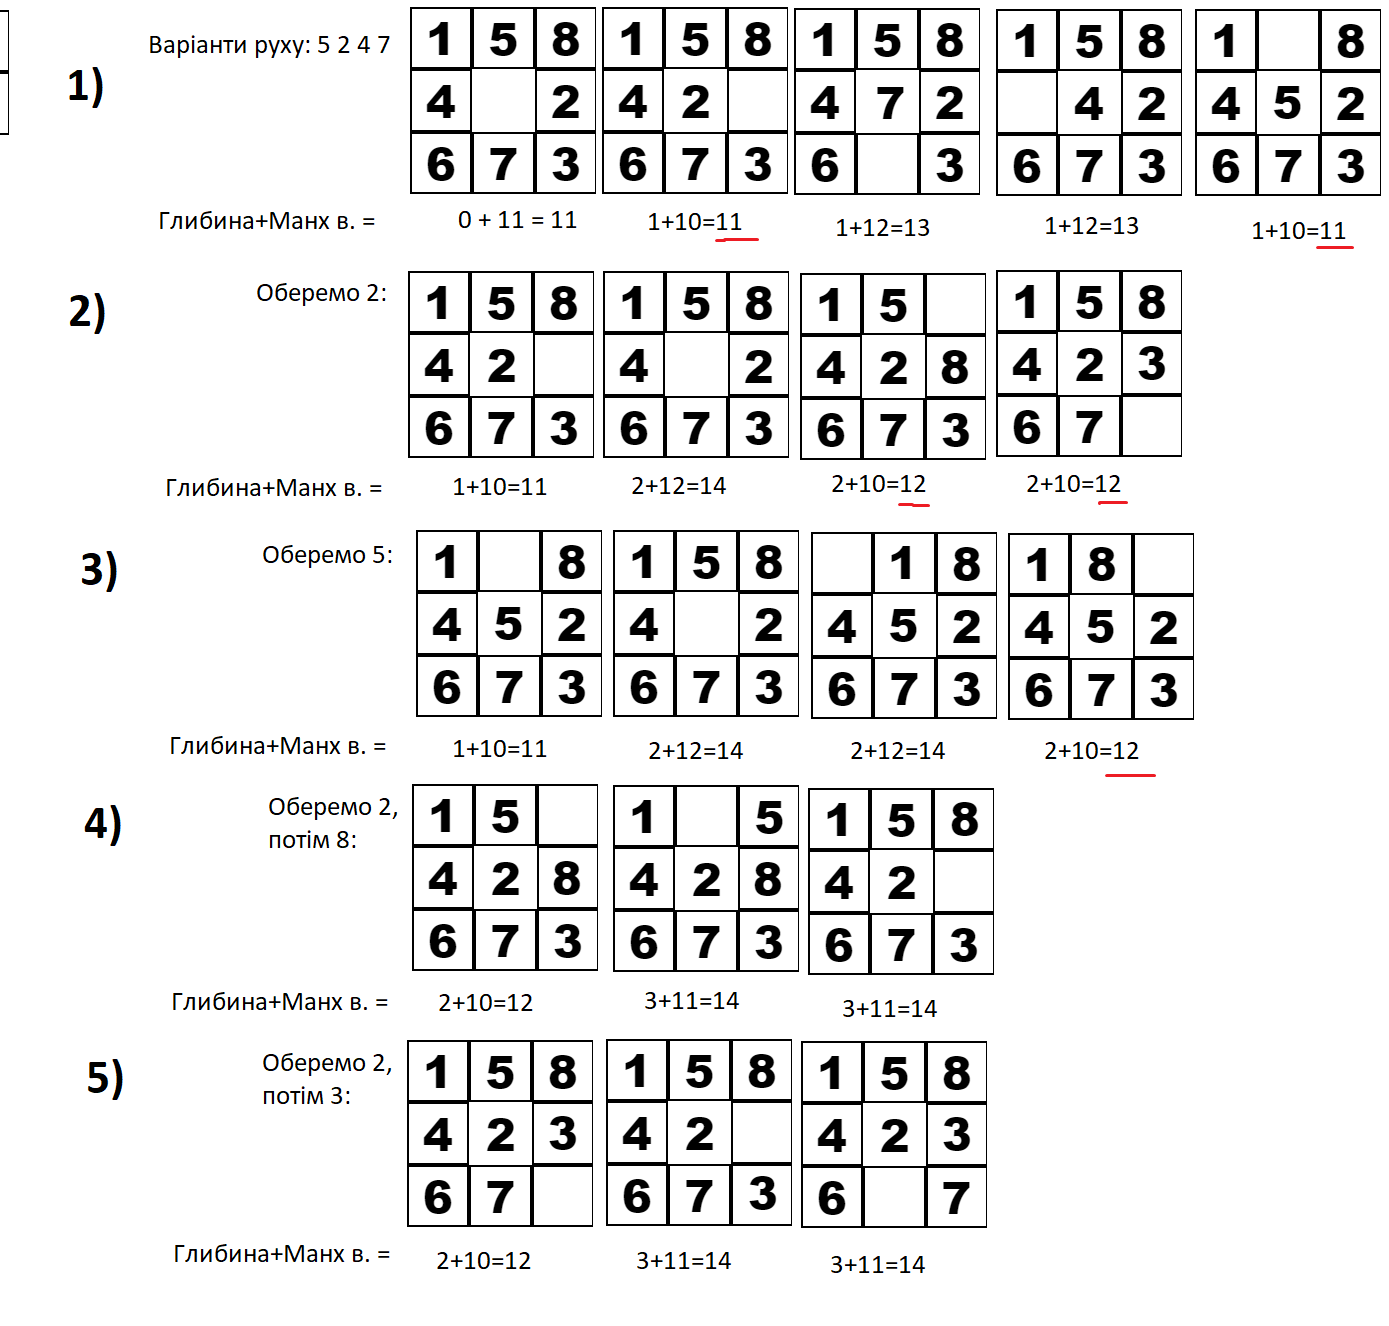 1)
Варіанти руху: 5 2 4 7
1 5 8 1 5 8 1 5 8 1 5 8 1 8
4 2 4 2 4 7 2 4 2 4 5 2
6 7 3 6 7 3 6 3 6 7 3 6 7 3
Глибина+Манх в. = 0 + 11 = 11 1+10=11 1+12=13 1+12=13 1+10=11
2)
Оберемо 2:
1 5 8 1 5 8 1 5 1 5 8
4 2 4 2 4 2 8 4 2 3
6 7 3 6 7 3 6 7 3 6 7
Глибина+Манх в. = 1+10=11 2+12=14 2+10=12 2+10=12
3)
Оберемо 5:
1 8 1 5 8 1 8 1 8
4 5 2 4 2 4 5 2 4 5 2
6 7 3 6 7 3 6 7 3 6 7 3
Глибина+Манх в. = 1+10=11 2+12=14 2+12=14 2+10=12
4)
Оберемо 2,
потім 8:
1 5 1 5 1 5 8
4 2 8 4 2 8 4 2
6 7 3 6 7 3 6 7 3
Глибина+Манх в. = 2+10=12 3+11=14 3+11=14
5)
Оберемо 2,
потім 3:
1 5 8 1 5 8 1 5 8
4 2 3 4 2 4 2 3
6 7 6 7 3 6 7
Глибина+Манх в. = 2+10=12 3+11=14 3+11=14